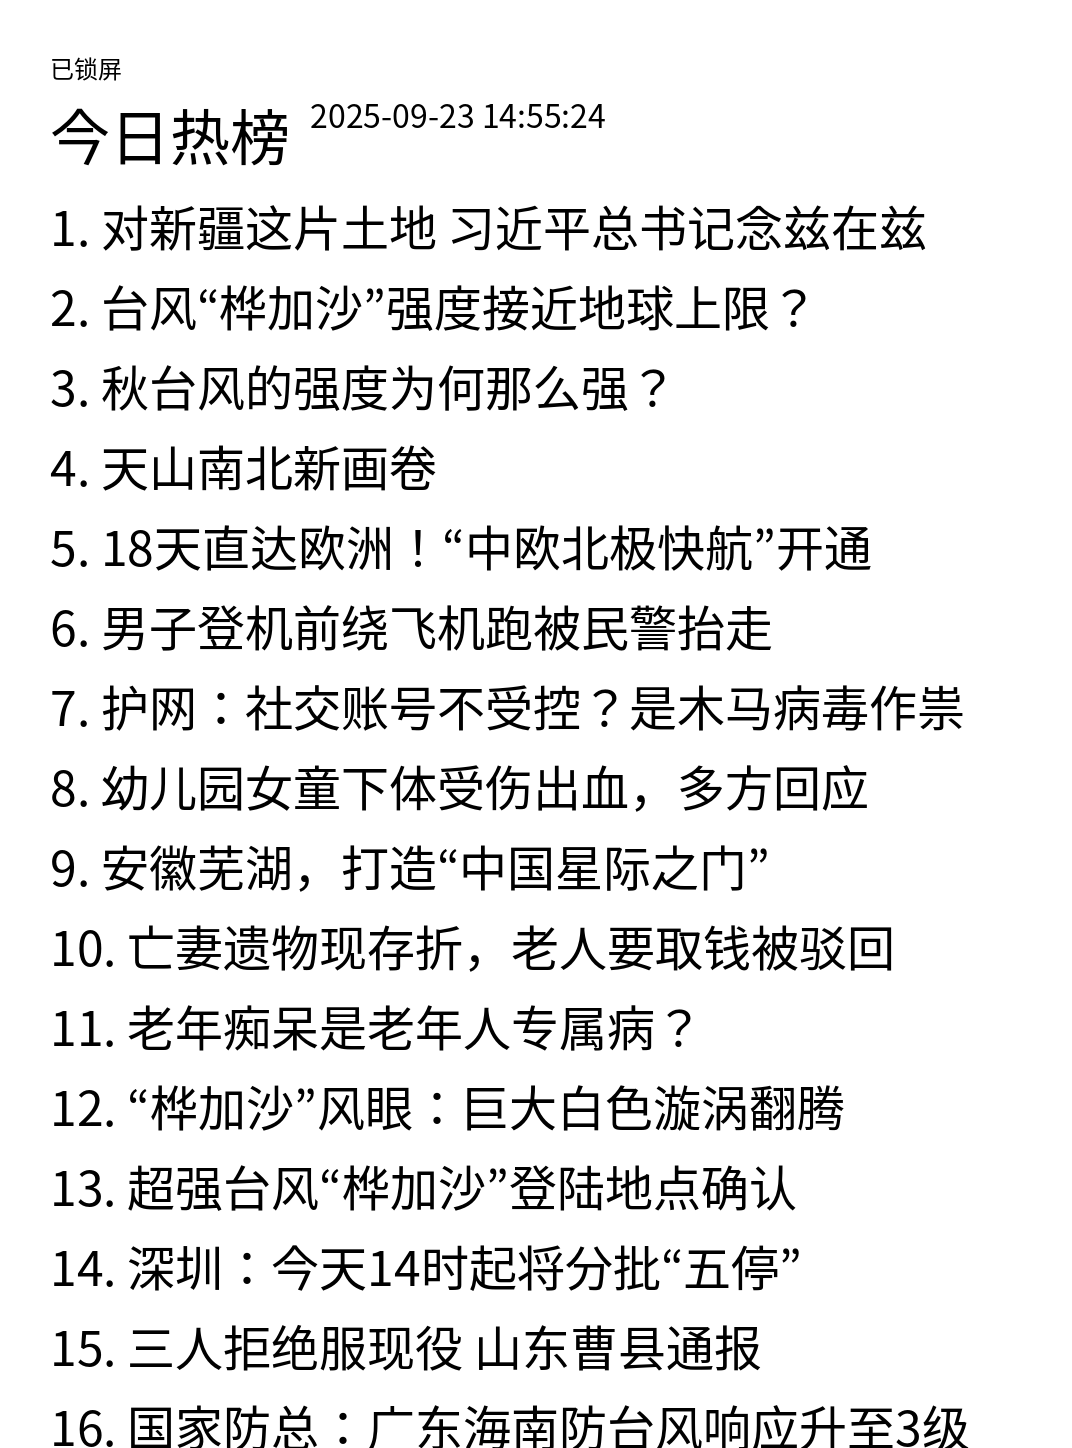 已锁屏
今日热榜 2025-09-23 14:55:24
1. 对新疆这片土地 习近平总书记念兹在兹
2. 台风“桦加沙”强度接近地球上限？
3. 秋台风的强度为何那么强？
4. 天山南北新画卷
5. 18天直达欧洲！“中欧北极快航”开通
6. 男子登机前绕飞机跑被民警抬走
7. 护网：社交账号不受控？是木马病毒作祟
8. 幼儿园女童下体受伤出血，多方回应
9. 安徽芜湖，打造“中国星际之门”
10. 亡妻遗物现存折，老人要取钱被驳回
11. 老年痴呆是老年人专属病？
12. “桦加沙”风眼：巨大白色漩涡翻腾
13. 超强台风“桦加沙”登陆地点确认
14. 深圳：今天14时起将分批“五停”
15. 三人拒绝服现役 山东曹县通报
16. 国家防总：广东海南防台风响应升至3级